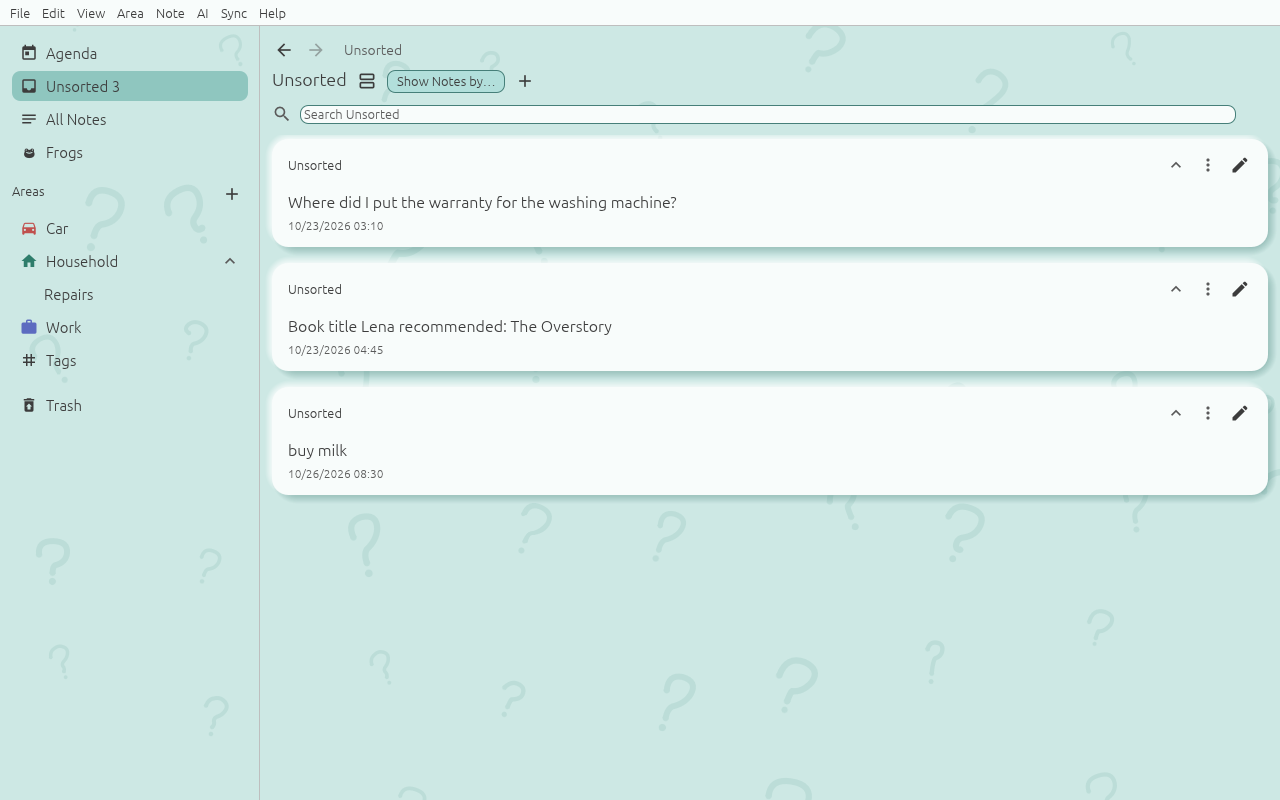 File Edit View Area Note AI Sync Help
Agenda
Unsorted 3
All Notes
Frogs
Areas
Car
Household
Repairs
Work
Tags
Trash
Unsorted
Unsorted Show Notes by...
Search Unsorted
Unsorted
Where did I put the warranty for the washing machine?
10/23/2026 03:10
Unsorted
Book title Lena recommended: The Overstory
10/23/2026 04:45
Unsorted
buy milk
10/26/2026 08:30